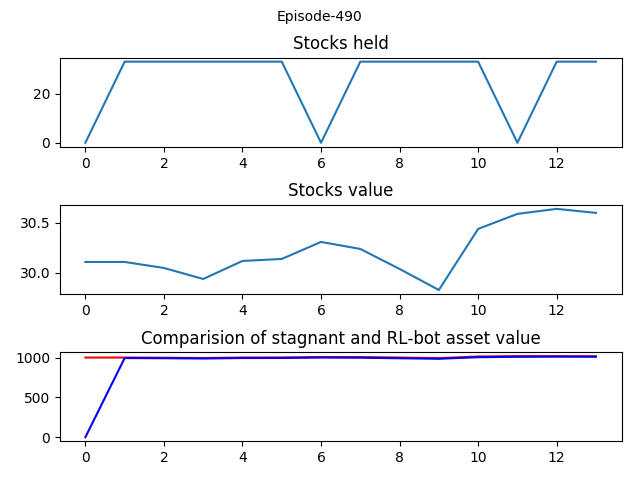 Episode-490
Stocks held
20
0
0 2 4 6 8 10 12
Stocks value
30.5
30.0
0 2 4 6 8 10 12
Comparision of stagnant and RL-bot asset value
1000
500
0
0 2 4 6 8 10 12